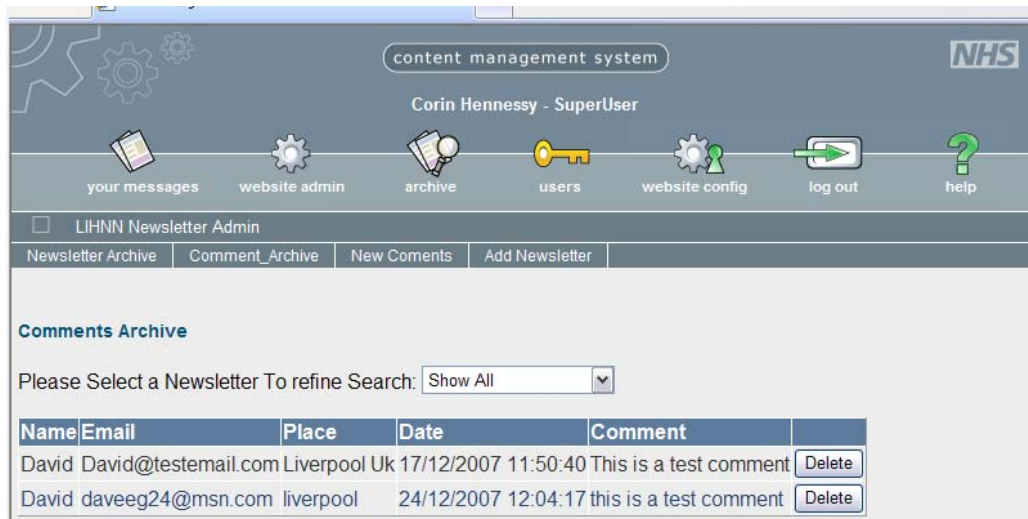 content management system
NHS
Corin Hennessy - SuperUser
your messages website admin archive users website config log out help
LIHNN Newsletter Admin
Newsletter Archive Comment_Archive New Coments Add Newsletter
Comments Archive
Please Select a Newsletter To refine Search: Show All
Name Email Place Date Comment
David David@testemail.com Liverpool Uk 17/12/2007 11:50:40 This is a test comment Delete
David daveeg24@msn.com liverpool 24/12/2007 12:04:17 this is a test comment Delete